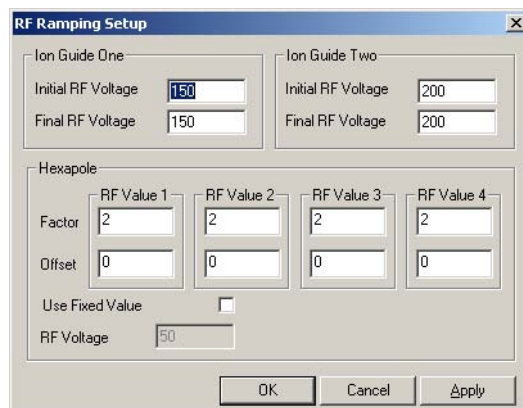 RF Ramping Setup
Ion Guide One
Initial RF Voltage 150
Final RF Voltage 150
Ion Guide Two
Initial RF Voltage 200
Final RF Voltage 200
Hexapole
RF Value 1 RF Value 2 RF Value 3 RF Value 4
Factor 2 2 2 2
Offset 0 0 0 0
Use Fixed Value
RF Voltage 50
OK Cancel Apply